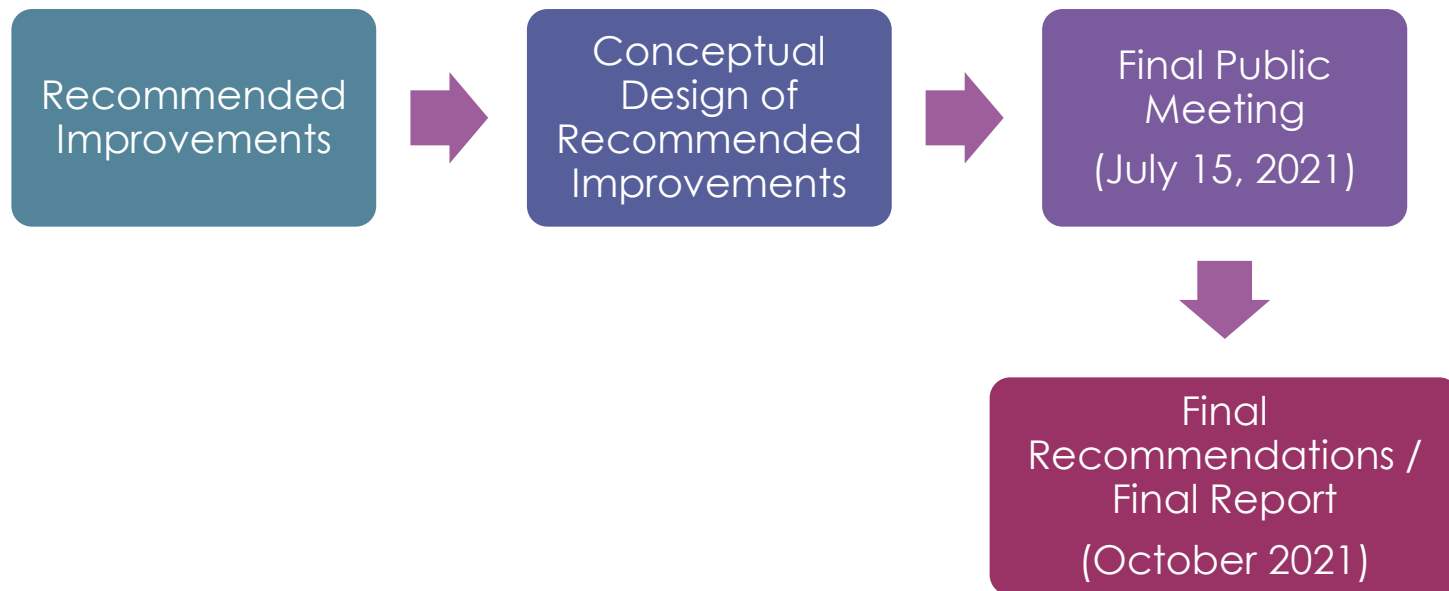 Recommended
Improvements
Conceptual
Design of
Recommended
Improvements
Final Public
Meeting
(July 15, 2021)
Final
Recommendations /
Final Report
(October 2021)